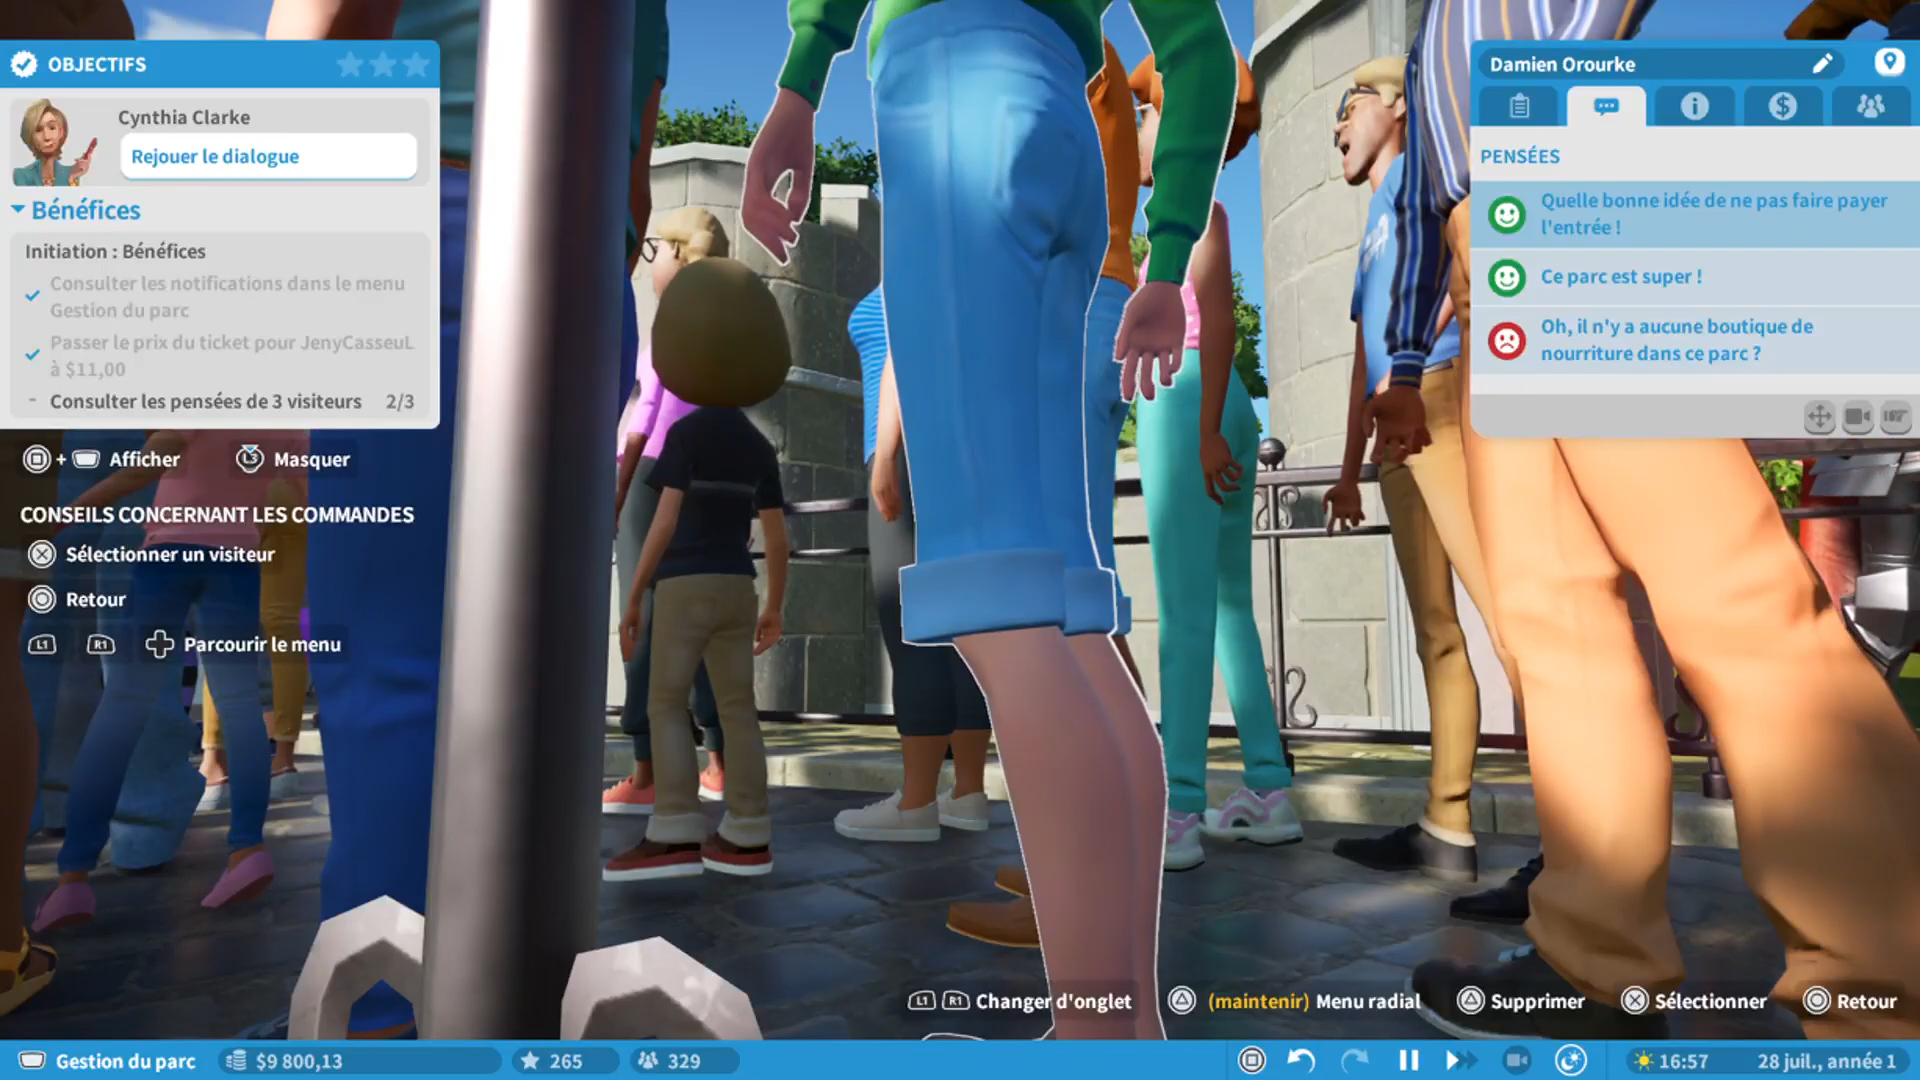 OBJECTIFS
Cynthia Clarke
Rejouer le dialogue
Bénéfices
Initiation : Bénéfices
Consulter les notifications dans le menu
Gestion du parc
Passer le prix du ticket pour JenyCasseuL
à $11,00
- Consulter les pensées de 3 visiteurs 2/3
+ Afficher
L3 Masquer
CONSEILS CONCERNANT LES COMMANDES
Sélectionner un visiteur
Retour
L1 R1 Parcourir le menu
Damien Orourke
PENSÉES
Quelle bonne idée de ne pas faire payer
l'entrée !
Ce parc est super !
Oh, il n'y a aucune boutique de
nourriture dans ce parc ?
L1 R1 Changer d'onglet
(maintenir) Menu radial
Supprimer
Sélectionner
Retour
Gestion du parc
$9 800,13
265
329
16:57
28 juil., année 1